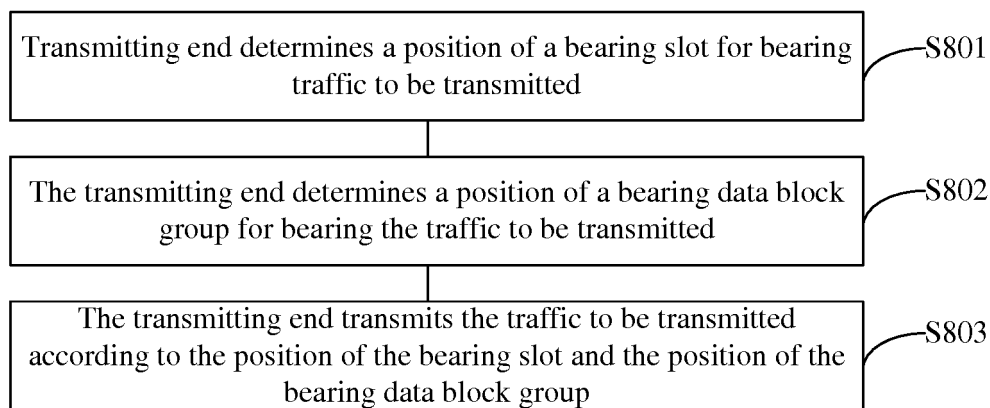 Transmitting end determines a position of a bearing slot for bearing
traffic to be transmitted
S801
The transmitting end determines a position of a bearing data block
group for bearing the traffic to be transmitted
S802
The transmitting end transmits the traffic to be transmitted
according to the position of the bearing slot and the position of the
bearing data block group
S803